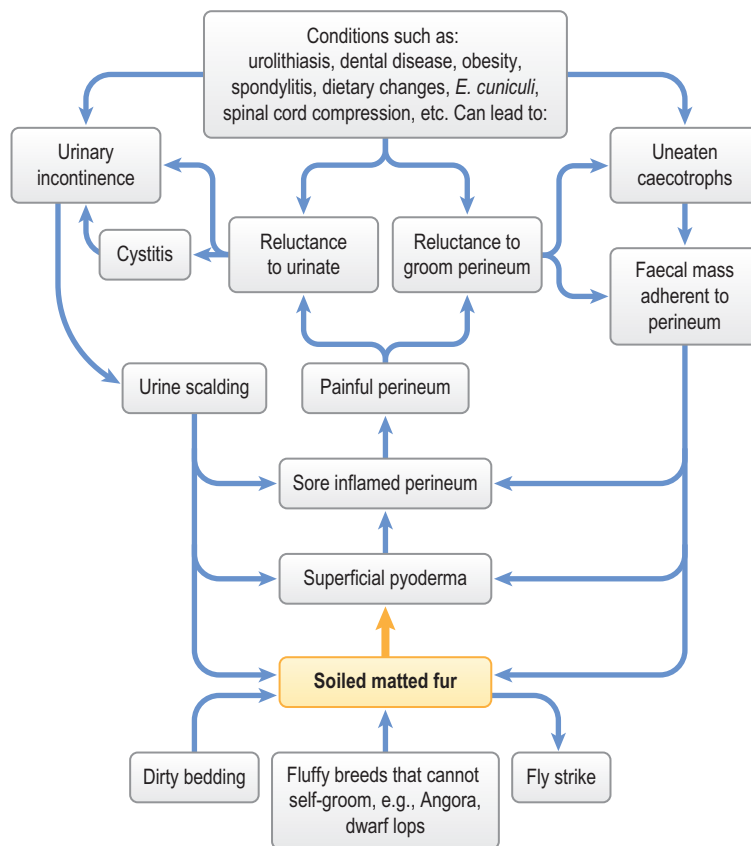 Conditions such as:
urolithiasis, dental disease, obesity,
spondylitis, dietary changes, E. cuniculi,
spinal cord compression, etc. Can lead to:
Urinary
incontinence
Uneaten
caecotrophs
Cystitis
Reluctance
to urinate
Reluctance to
groom perineum
Faecal mass
adherent to
perineum
Urine scalding
Painful perineum
Sore inflamed perineum
Superficial pyoderma
Soiled matted fur
Dirty bedding
Fluffy breeds that cannot
self-groom, e.g., Angora,
dwarf lops
Fly strike